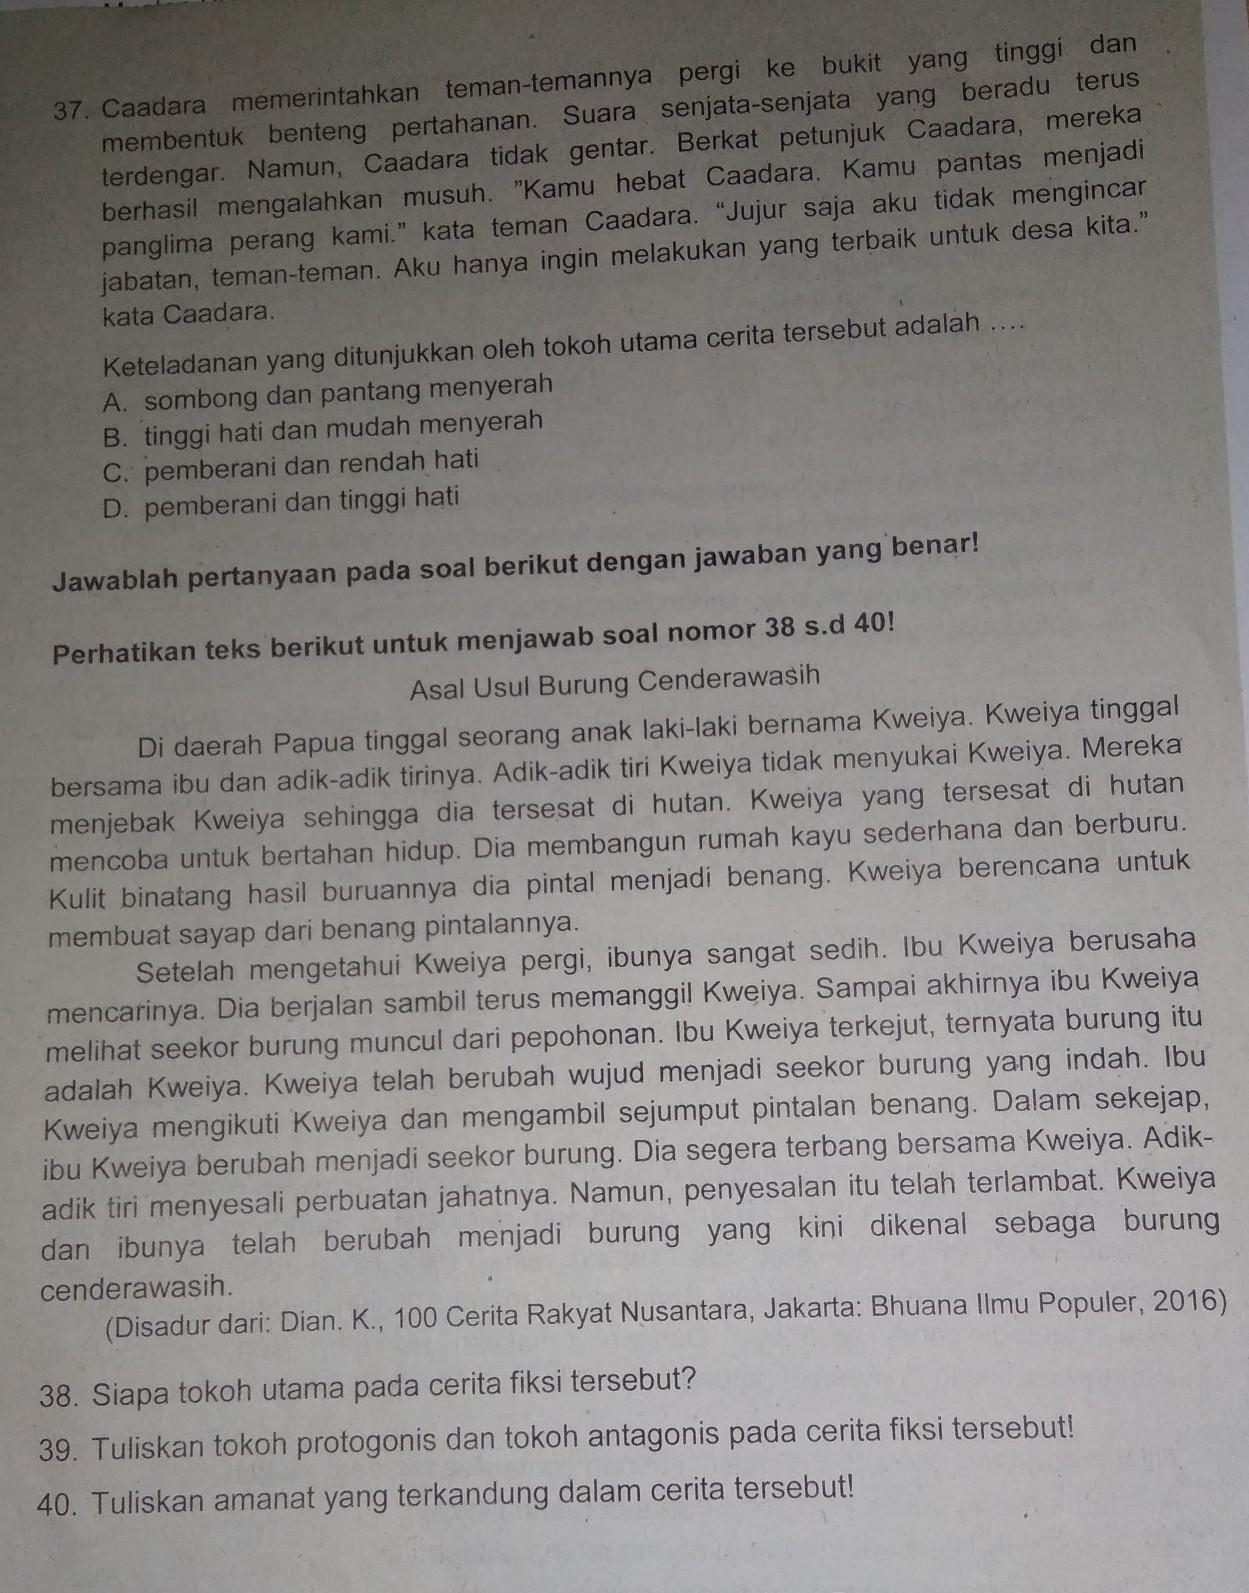 37. Caadara memerintahkan teman-temannya pergi ke bukit yang tinggi dan
membentuk benteng pertahanan. Suara senjata-senjata yang beradu terus
terdengar. Namun, Caadara tidak gentar. Berkat petunjuk Caadara, mereka
berhasil mengalahkan musuh. ”Kamu hebat Caadara. Kamu pantas menjadi
panglima perang kami.” kata teman Caadara. “Jujur saja aku tidak mengincar
jabatan, teman-teman. Aku hanya ingin melakukan yang terbaik untuk desa kita.”
kata Caadara.
Keteladanan yang ditunjukkan oleh tokoh utama cerita tersebut adalah ....
A. sombong dan pantang menyerah
B. tinggi hati dan mudah menyerah
C. pemberani dan rendah hati
D. pemberani dan tinggi hati
Jawablah pertanyaan pada soal berikut dengan jawaban yang benar!
Perhatikan teks berikut untuk menjawab soal nomor 38 s.d 40!
Asal Usul Burung Cenderawasih
Di daerah Papua tinggal seorang anak laki-laki bernama Kweiya. Kweiya tinggal
bersama ibu dan adik-adik tirinya. Adik-adik tiri Kweiya tidak menyukai Kweiya. Mereka
menjebak Kweiya sehingga dia tersesat di hutan. Kweiya yang tersesat di hutan
mencoba untuk bertahan hidup. Dia membangun rumah kayu sederhana dan berburu.
Kulit binatang hasil buruannya dia pintal menjadi benang. Kweiya berencana untuk
membuat sayap dari benang pintalannya.
Setelah mengetahui Kweiya pergi, ibunya sangat sedih. Ibu Kweiya berusaha
mencarinya. Dia berjalan sambil terus memanggil Kweiya. Sampai akhirnya ibu Kweiya
melihat seekor burung muncul dari pepohonan. Ibu Kweiya terkejut, ternyata burung itu
adalah Kweiya. Kweiya telah berubah wujud menjadi seekor burung yang indah. Ibu
Kweiya mengikuti Kweiya dan mengambil sejumput pintalan benang. Dalam sekejap,
ibu Kweiya berubah menjadi seekor burung. Dia segera terbang bersama Kweiya. Adik-
adik tiri menyesali perbuatan jahatnya. Namun, penyesalan itu telah terlambat. Kweiya
dan ibunya telah berubah menjadi burung yang kini dikenal sebaga burung
cenderawasih.
(Disadur dari: Dian. K., 100 Cerita Rakyat Nusantara, Jakarta: Bhuana Ilmu Populer, 2016)
38. Siapa tokoh utama pada cerita fiksi tersebut?
39. Tuliskan tokoh protogonis dan tokoh antagonis pada cerita fiksi tersebut!
40. Tuliskan amanat yang terkandung dalam cerita tersebut!